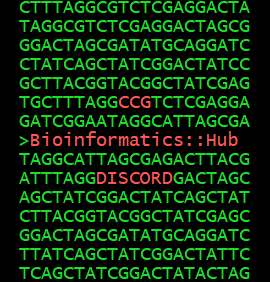 CTTTAGGCGTCTCGAGGACTA
TAGGCGTCTCGAGGACTAGCG
GGACTAGCGATATGCAGGATC
CTATCAGCTATCGGACTATCC
GCTTACGGTACGGCTATCGAG
TGCTTTAGGCCGTCTCGAGGA
GATCGGAATAGGCATTAGCGA
>Bioinformatics::Hub
TAGGCATTAGCGAGACTTACG
ATTTAGGDISCORDGACTAGC
AGCTATCGGACTATCAGCTAT
CTTACGGTACGGCTATCGAGC
GGACTAGCGATATGCAGGATC
TTATCAGCTATCGGACTATTC
TCAGCTATCGGACTATACTAG